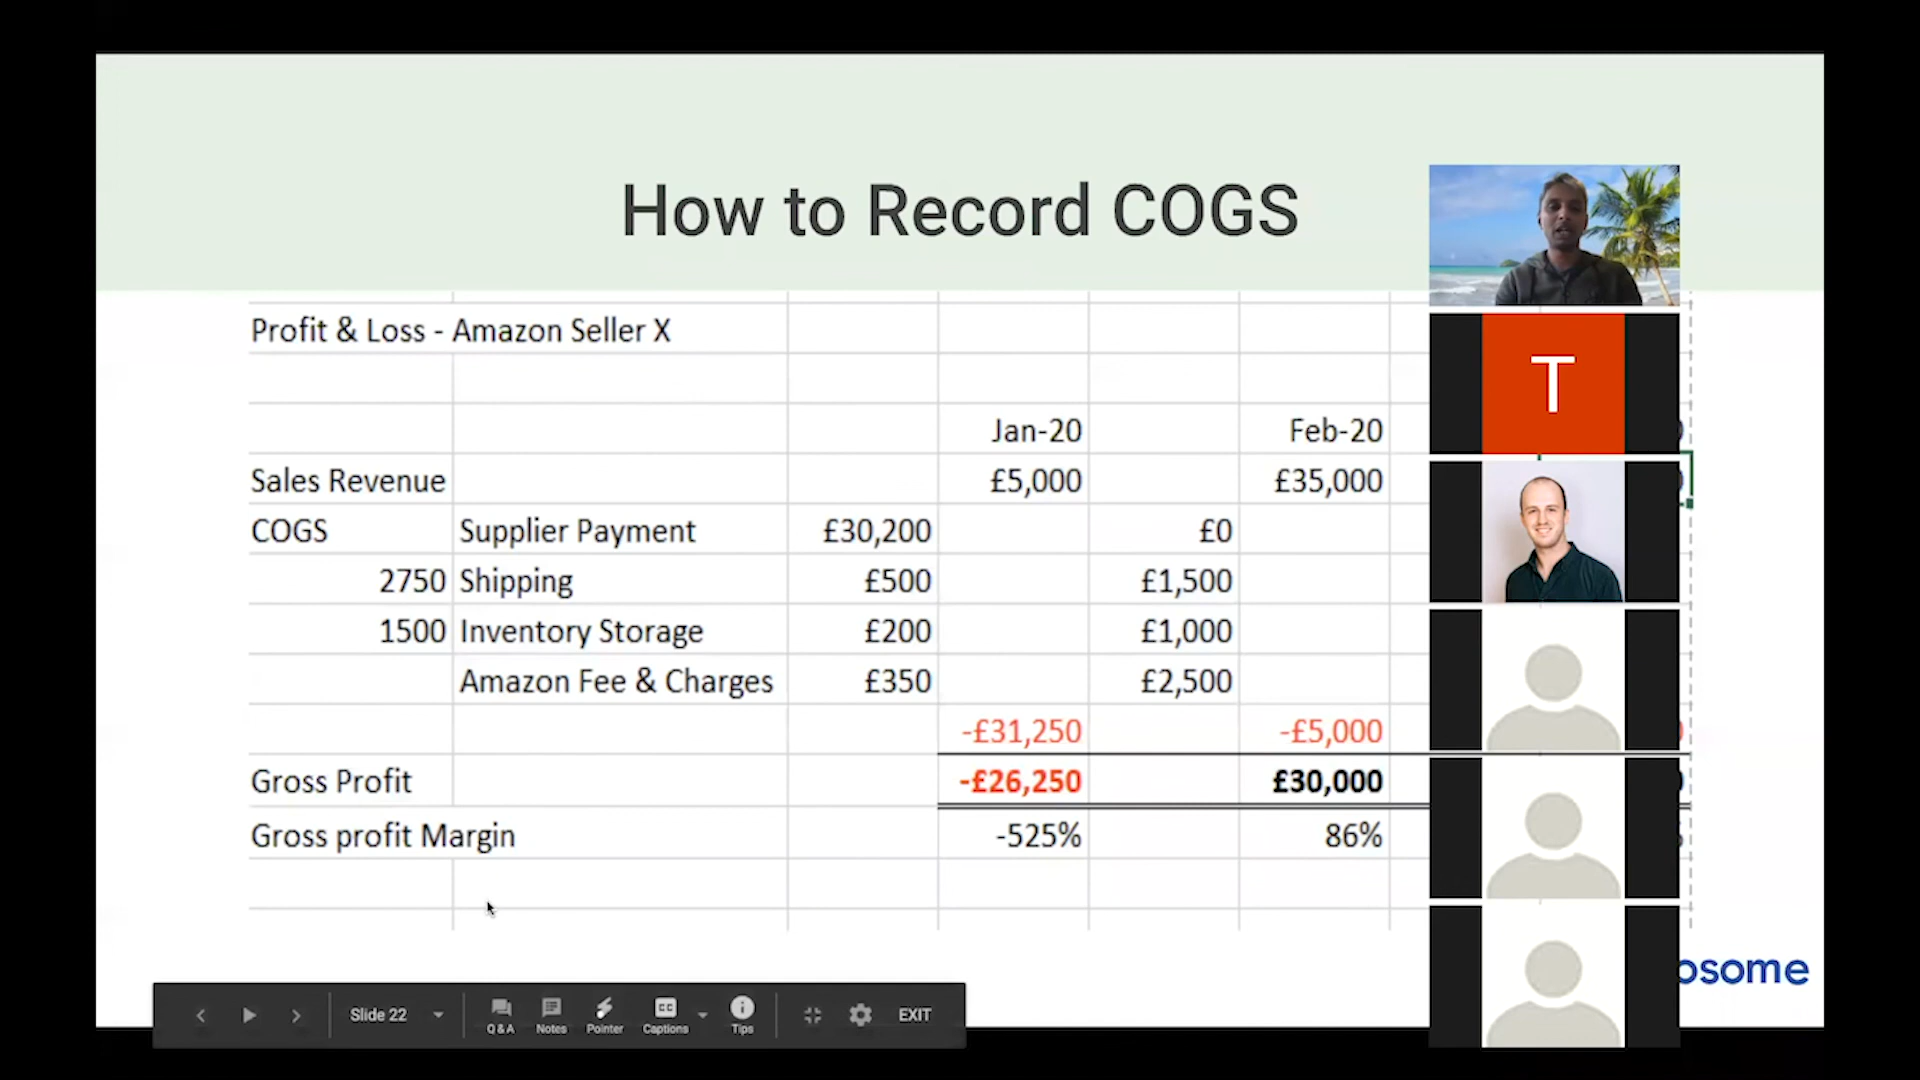 How to Record COGS
Profit & Loss - Amazon Seller X
Jan-20 Feb-20
Sales Revenue £5,000 £35,000
COGS Supplier Payment £30,200 £0
2750 Shipping £500 £1,500
1500 Inventory Storage £200 £1,000
Amazon Fee & Charges £350 £2,500
-£31,250 -£5,000
Gross Profit -£26,250 £30,000
Gross profit Margin -525% 86%
T
osome
Slide 22
Q & A Notes Pointer Captions Tips
CC
EXIT